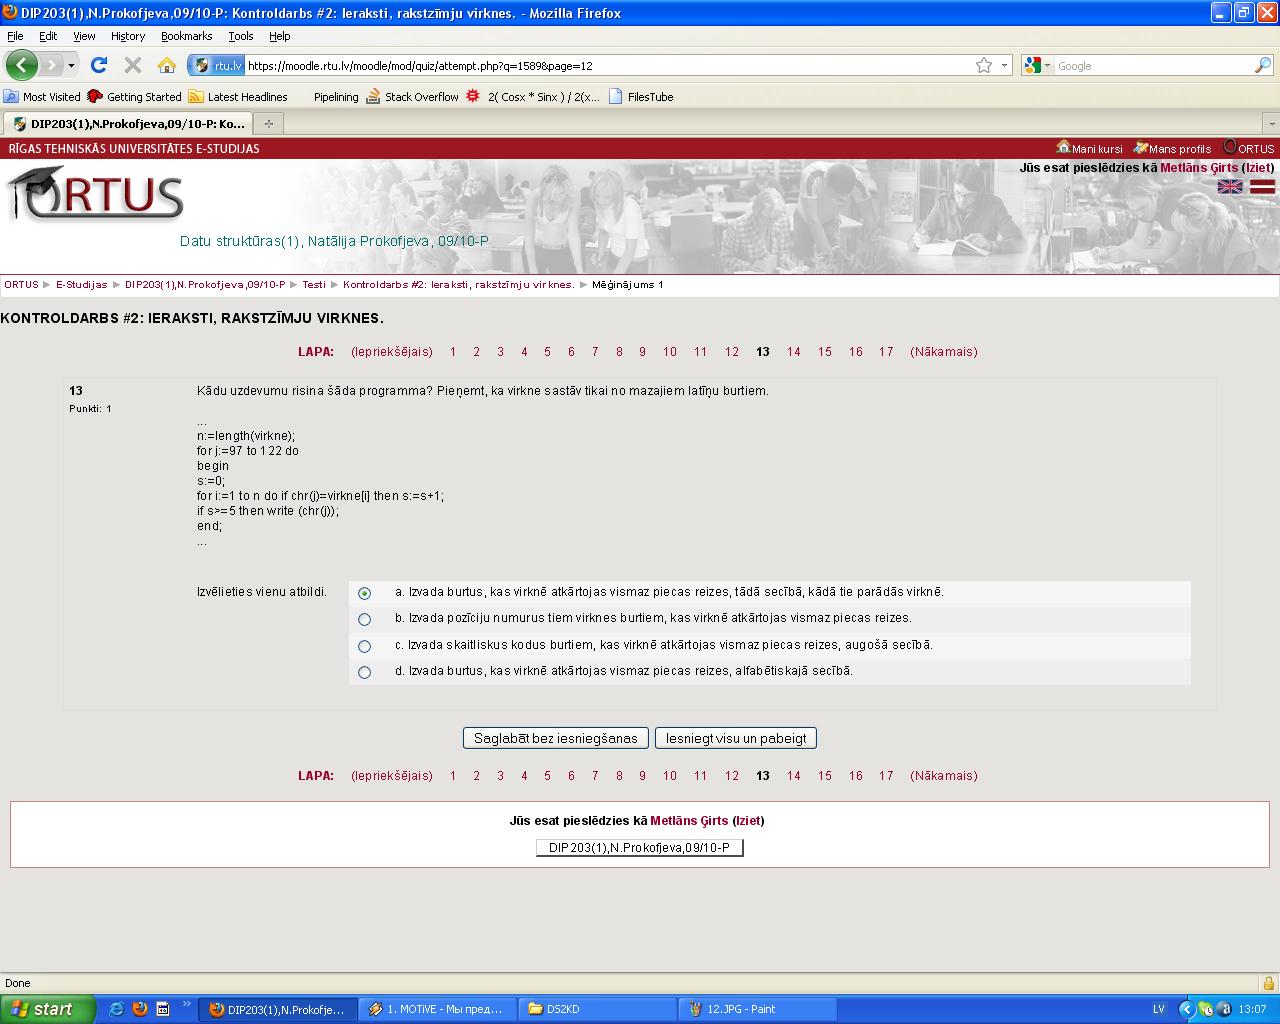 DIP203(1),N.Prokofjeva,09/10-P: Kontroldarbs #2: Ieraksti, rakstzīmju virknes. - Mozilla Firefox
File Edit View History Bookmarks Tools Help
rtu.lv https://moodle.rtu.lv/moodle/mod/quiz/attempt.php?q=1589&page=12 Google
Most Visited Getting Started Latest Headlines Pipelining Stack Overflow 2( Cosx * Sinx ) / 2(x... FilesTube
DIP203(1),N.Prokofjeva,09/10-P: Ko...
RĪGAS TEHNISKĀS UNIVERSITĀTES E-STUDIJAS Mani kursi Mans profils ORTUS
Jūs esat pieslēdzies kā Metlāns Ģirts (Iziet)
ORTUS
Datu struktūras(1), Natālija Prokofjeva, 09/10-P
ORTUS ► E-Studijas ► DIP203(1),N.Prokofjeva,09/10-P ► Testi ► Kontroldarbs #2: Ieraksti, rakstzīmju virknes. ► Mēģinājums 1
KONTROLDARBS #2: IERAKSTI, RAKSTZĪMJU VIRKNES.
LAPA: (Iepriekšējais) 1 2 3 4 5 6 7 8 9 10 11 12 13 14 15 16 17 (Nākamais)
13
Punkti: 1
Kādu uzdevumu risina šāda programma? Pieņemt, ka virkne sastāv tikai no mazajiem latīņu burtiem.
...
n:=length(virkne);
for j:=97 to 122 do
begin
s:=0;
for i:=1 to n do if chr(j)=virkne[i] then s:=s+1;
if s>=5 then write (chr(j));
end;
...
Izvēlieties vienu atbildi.
a. Izvada burtus, kas virknē atkārtojas vismaz piecas reizes, tādā secībā, kādā tie parādās virknē.
b. Izvada pozīciju numurus tiem virknes burtiem, kas virknē atkārtojas vismaz piecas reizes.
c. Izvada skaitliskus kodus burtiem, kas virknē atkārtojas vismaz piecas reizes, augošā secībā.
d. Izvada burtus, kas virknē atkārtojas vismaz piecas reizes, alfabētiskajā secībā.
Saglabāt bez iesniegšanas Iesniegt visu un pabeigt
LAPA: (Iepriekšējais) 1 2 3 4 5 6 7 8 9 10 11 12 13 14 15 16 17 (Nākamais)
Jūs esat pieslēdzies kā Metlāns Ģirts (Iziet)
DIP203(1),N.Prokofjeva,09/10-P
Done
start DIP203(1),N.Prokofje... 1. MOTiVE - Мы пред... DS2KD 12.JPG - Paint LV 13:07